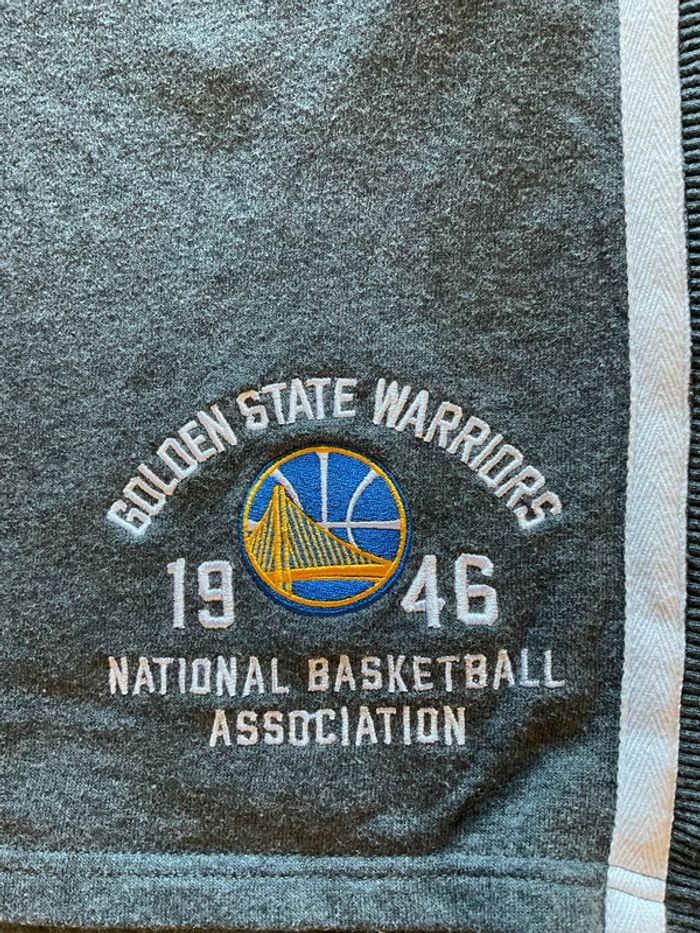 GOLDEN STATE WARRIORS
19 46
NATIONAL BASKETBALL
ASSOCIATION